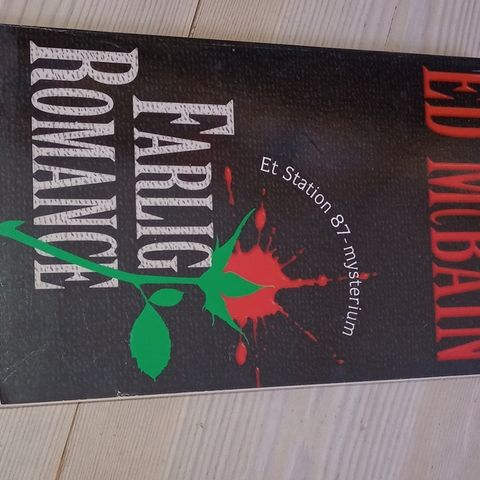 ED MCBAIN
Et Station 87-mysterium
FARLIG
ROMANCE